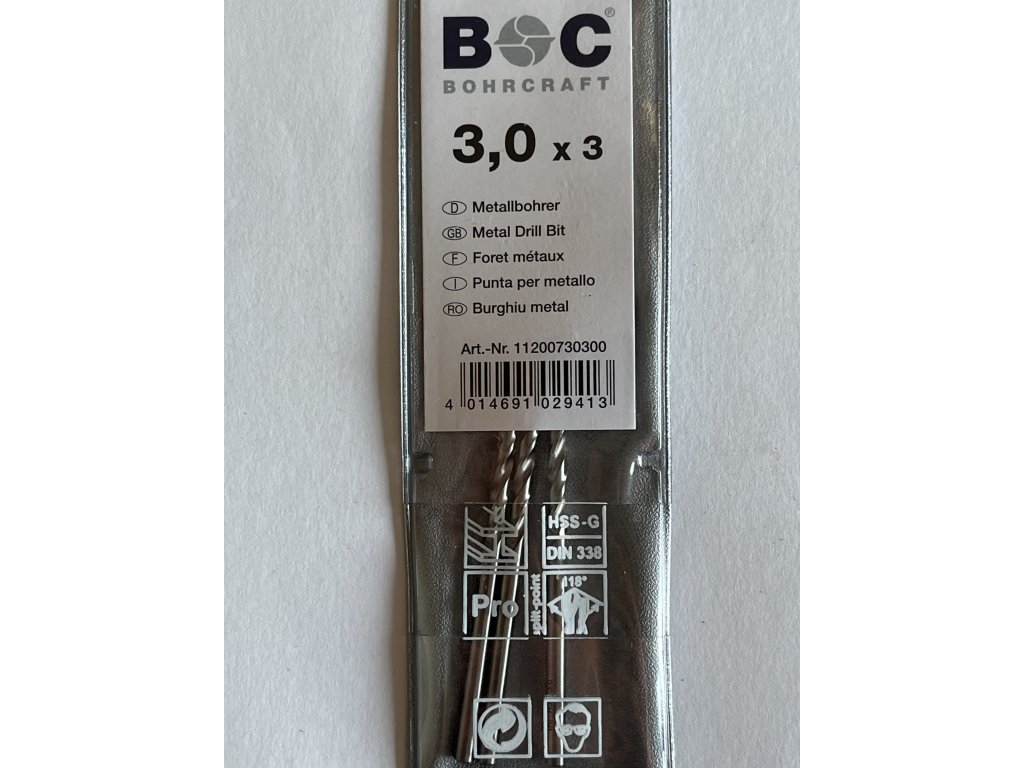 BOC®
BOHRCRAFT
3,0 x 3
D Metallbohrer
GB Metal Drill Bit
F Foret métaux
I Punta per metallo
RO Burghiu metal
Art.-Nr. 11200730300
4 014691 029413
HSS-G
DIN 338
Pro
split-point
118°